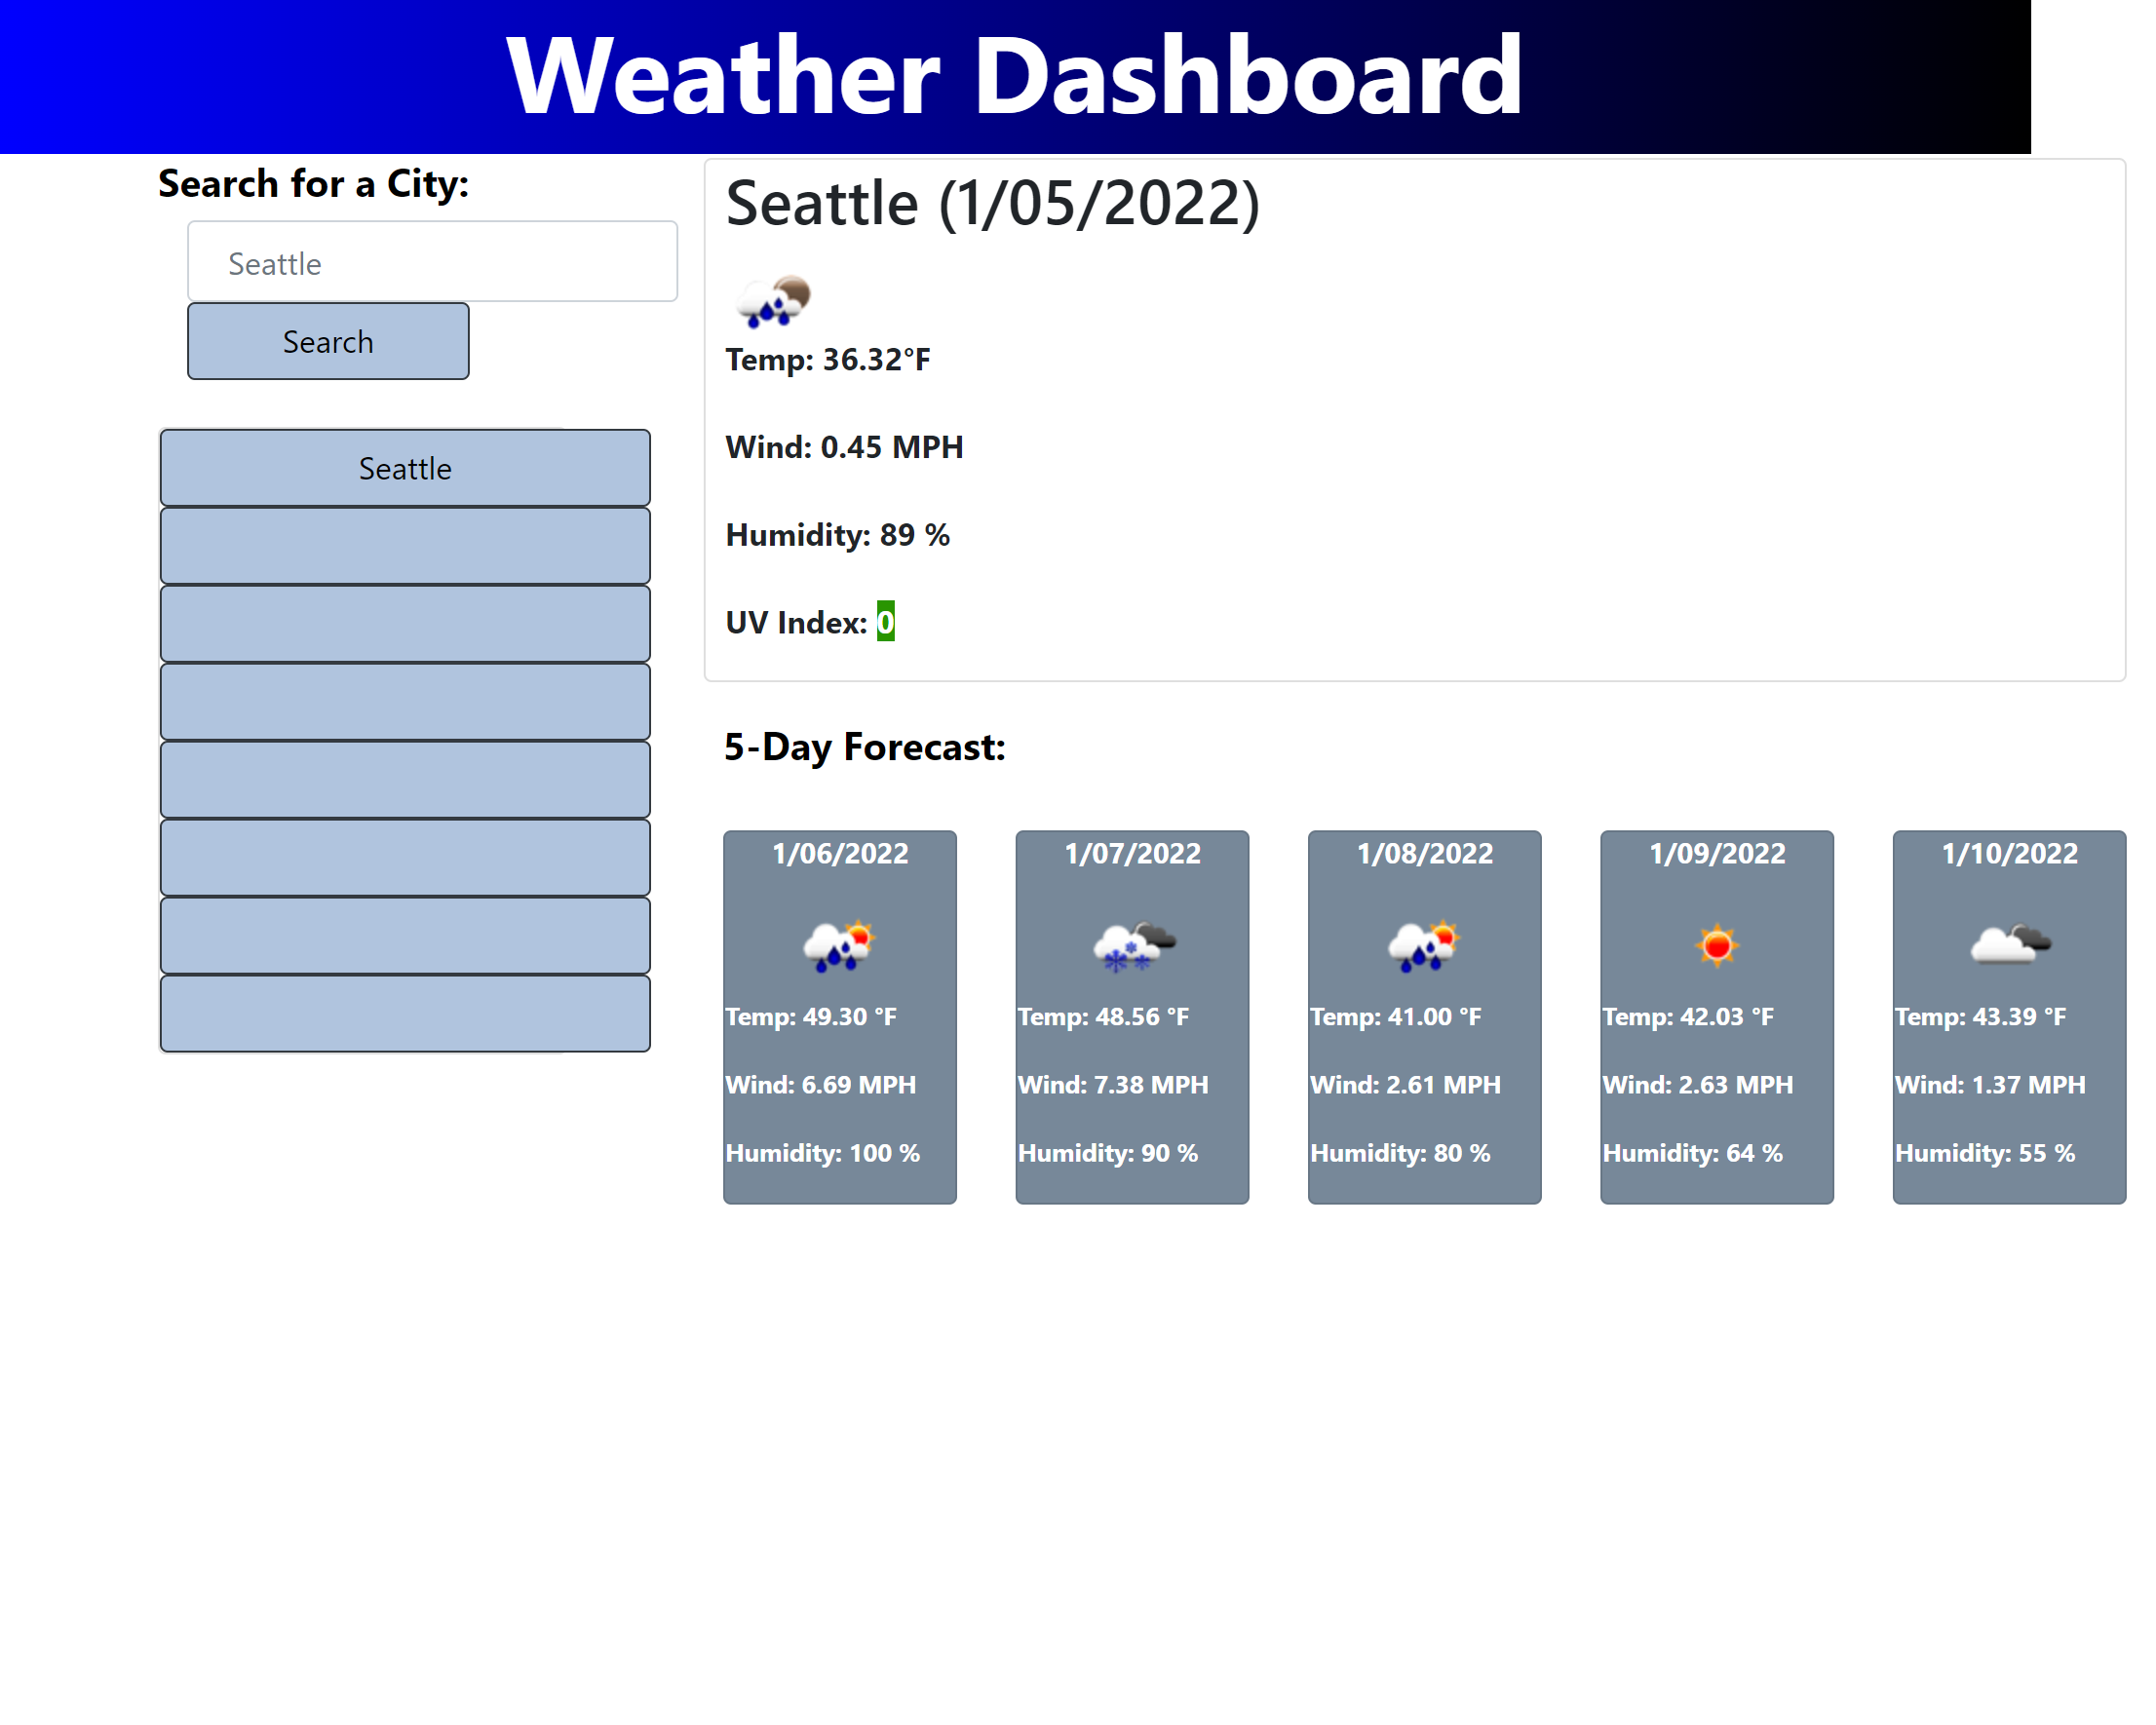 Weather Dashboard
Search for a City:
Seattle
Search
Seattle
Seattle (1/05/2022)
Temp: 36.32°F
Wind: 0.45 MPH
Humidity: 89 %
UV Index: 0
5-Day Forecast:
1/06/2022
Temp: 49.30 °F
Wind: 6.69 MPH
Humidity: 100 %
1/07/2022
Temp: 48.56 °F
Wind: 7.38 MPH
Humidity: 90 %
1/08/2022
Temp: 41.00 °F
Wind: 2.61 MPH
Humidity: 80 %
1/09/2022
Temp: 42.03 °F
Wind: 2.63 MPH
Humidity: 64 %
1/10/2022
Temp: 43.39 °F
Wind: 1.37 MPH
Humidity: 55 %